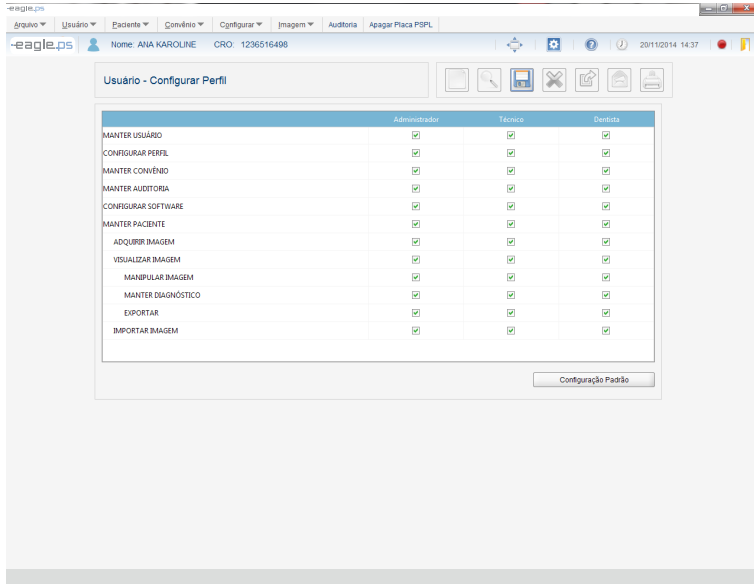 eagle.ps
Arquivo Usuário Paciente Convênio Configurar Imagem Auditoria Apagar Placa PSPL
eagle.ps Nome: ANA KAROLINE CRO: 1236516498 20/11/2014 14:37
Usuário - Configurar Perfil
Administrador Técnico Dentista
MANTER USUÁRIO
CONFIGURAR PERFIL
MANTER CONVÊNIO
MANTER AUDITORIA
CONFIGURAR SOFTWARE
MANTER PACIENTE
ADQUIRIR IMAGEM
VISUALIZAR IMAGEM
MANIPULAR IMAGEM
MANTER DIAGNÓSTICO
EXPORTAR
IMPORTAR IMAGEM
Configuração Padrão